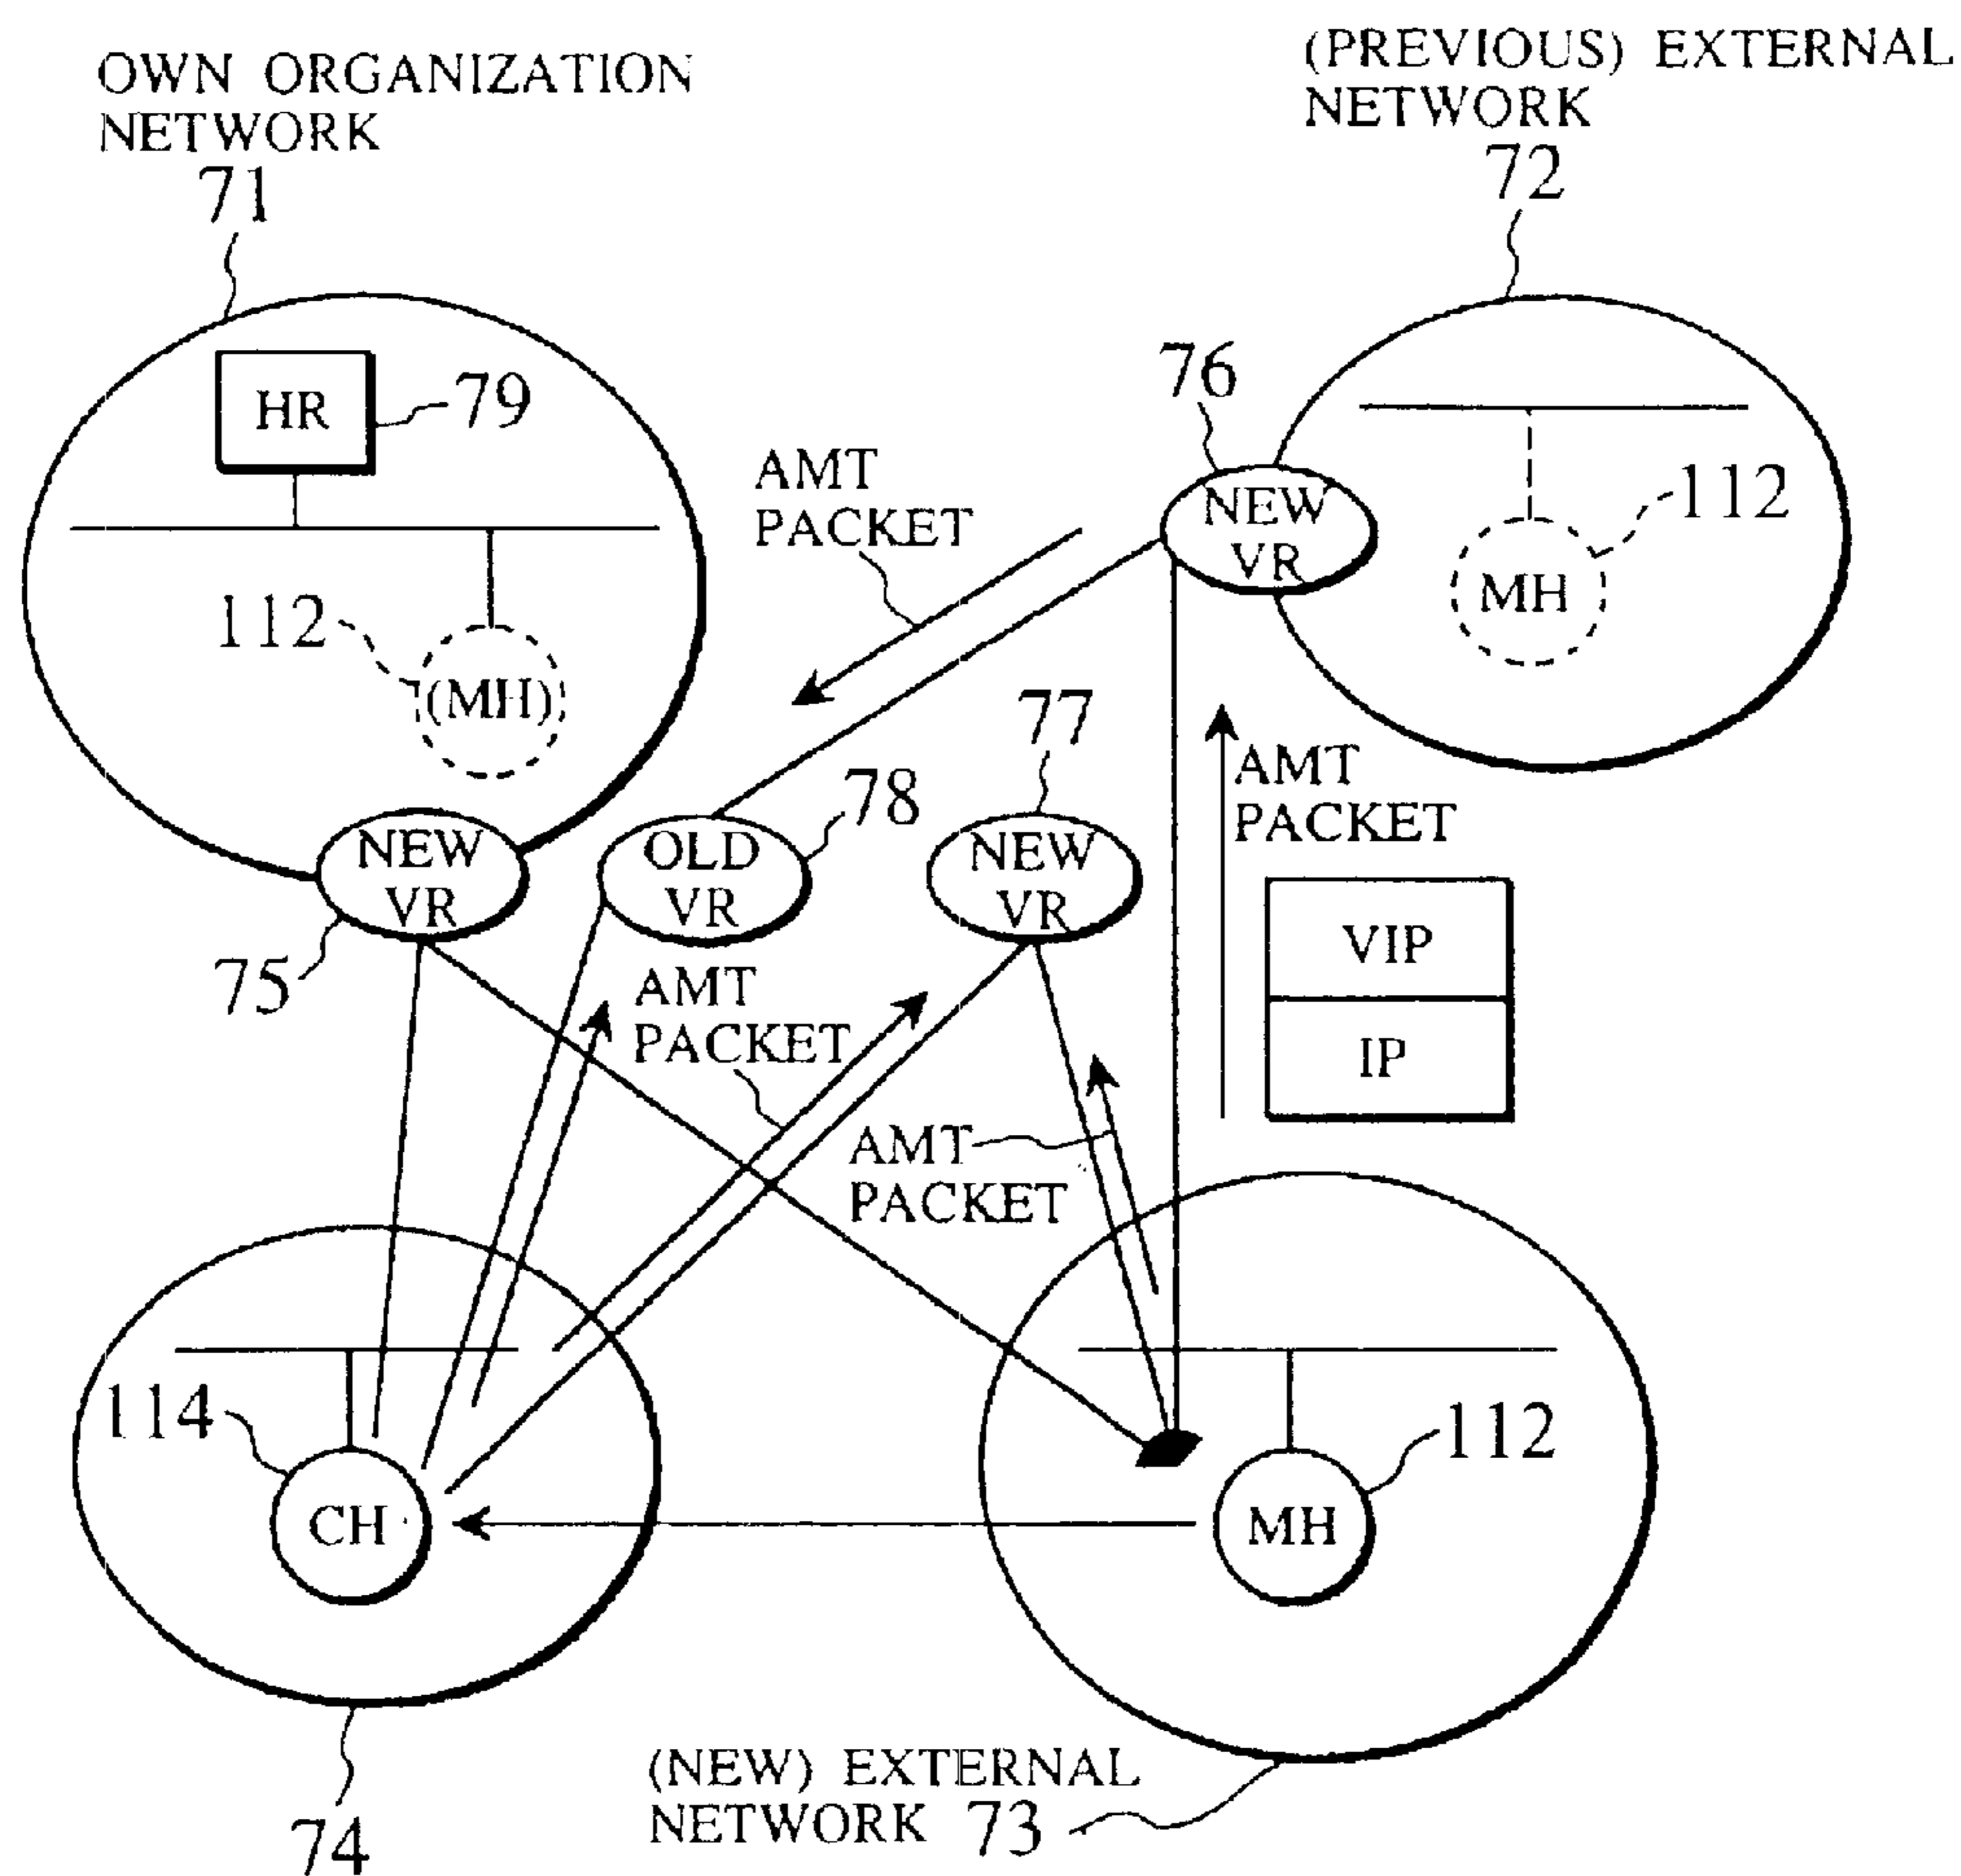 OWN ORGANIZATION
NETWORK
71
(PREVIOUS) EXTERNAL
NETWORK
72
HR
79
76
AMT
PACKET
NEW
VR
112
MH
112
(MH)
77
78
AMT
PACKET
NEW
VR
OLD
VR
NEW
VR
75
VIP
IP
AMT
PACKET
AMT
PACKET
114
CH
112
MH
(NEW) EXTERNAL
NETWORK 73
74